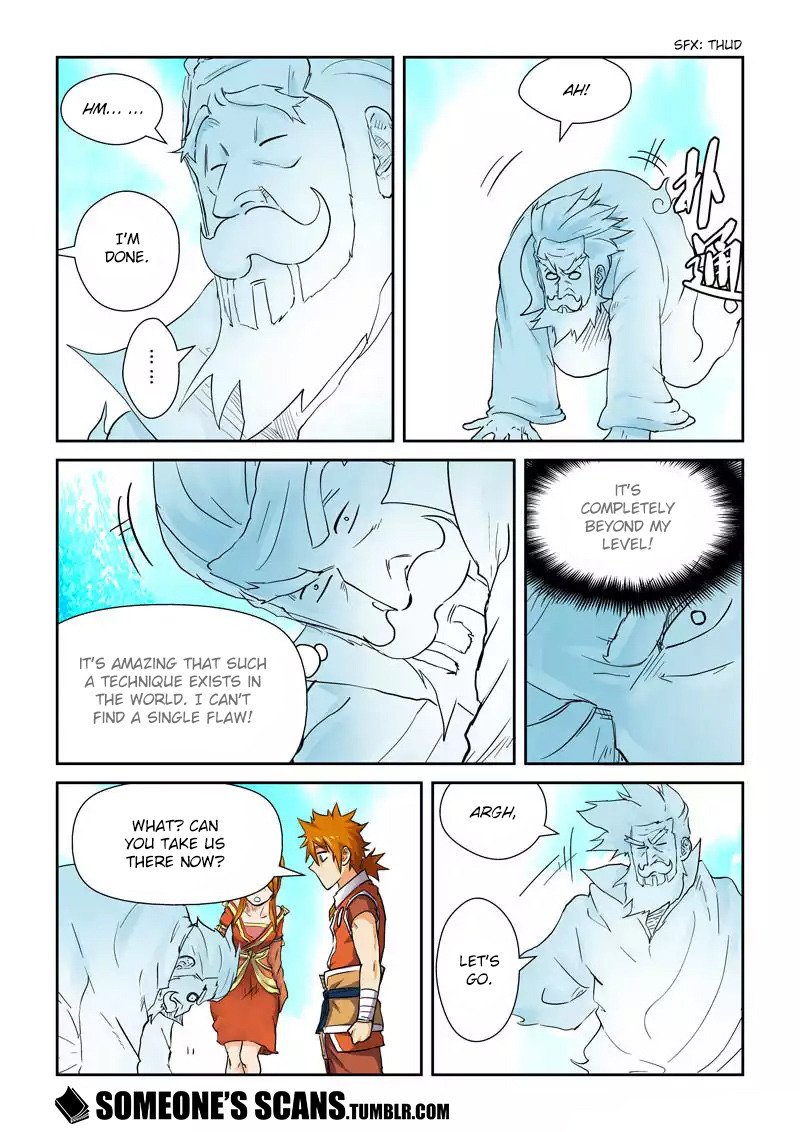 SFX: THUD
HM... ...
I'M
DONE.
......
AH!
扑
通
IT'S AMAZING THAT SUCH
A TECHNIQUE EXISTS IN
THE WORLD. I CAN'T
FIND A SINGLE FLAW!
IT'S
COMPLETELY
BEYOND MY
LEVEL!
WHAT? CAN
YOU TAKE US
THERE NOW?
ARGH,
LET'S
GO.
SOMEONE'S SCANS.TUMBLR.COM